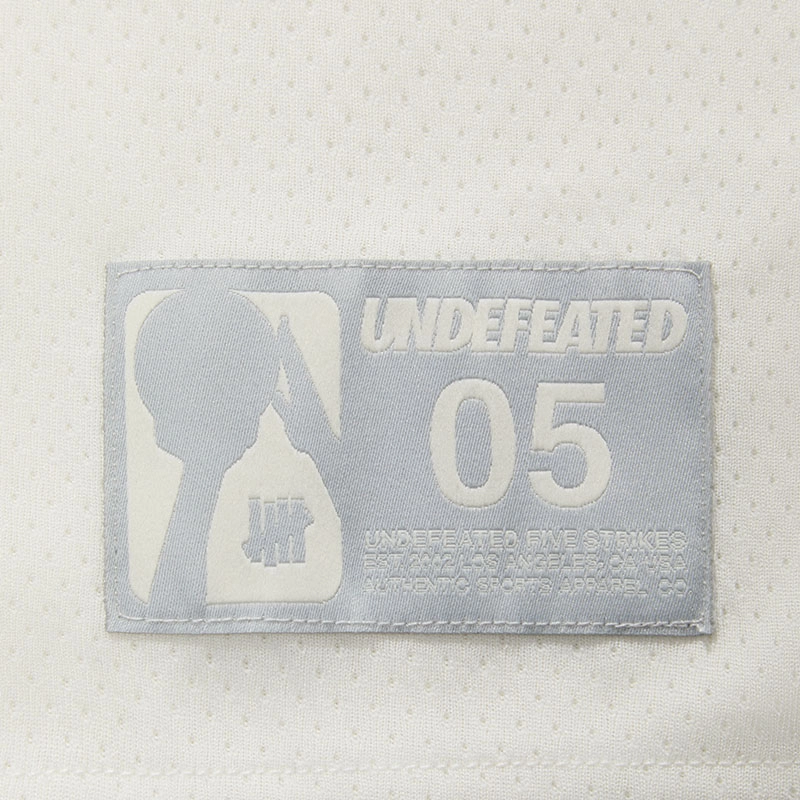 UNDEFEATED
05
UNDEFEATED FIVE STRIKES
EST/2002/LOS ANGELES, CA USA
AUTHENTIC SPORTS APPAREL CO